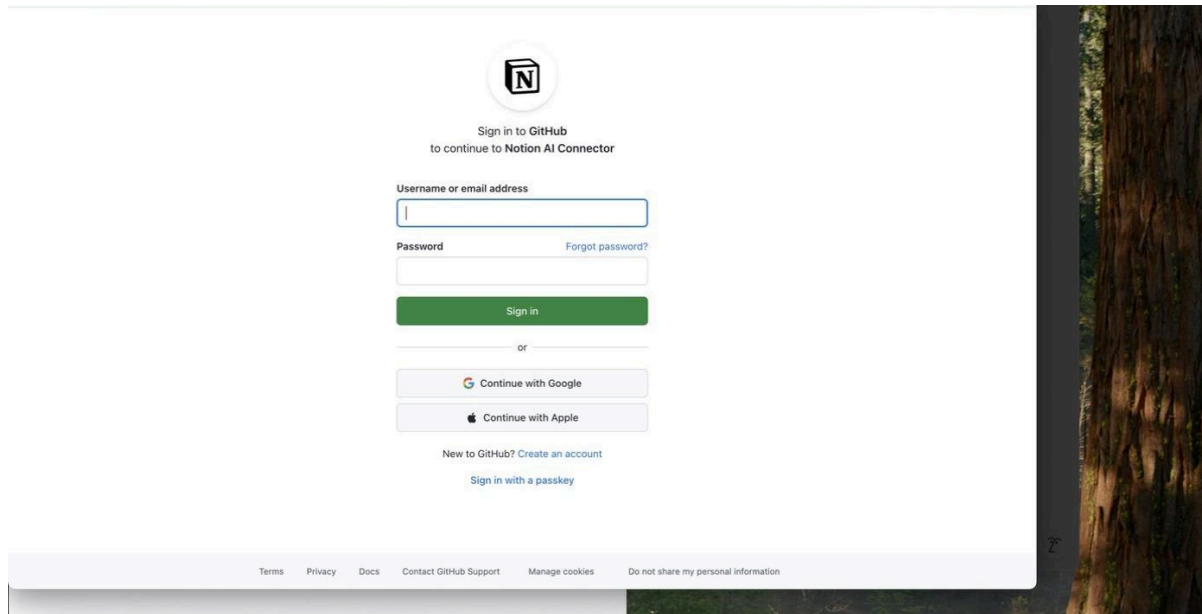 N
Sign in to GitHub
to continue to Notion AI Connector
Username or email address
Password Forgot password?
Sign in
or
Continue with Google
Continue with Apple
New to GitHub? Create an account
Sign in with a passkey
Terms Privacy Docs Contact GitHub Support Manage cookies Do not share my personal information